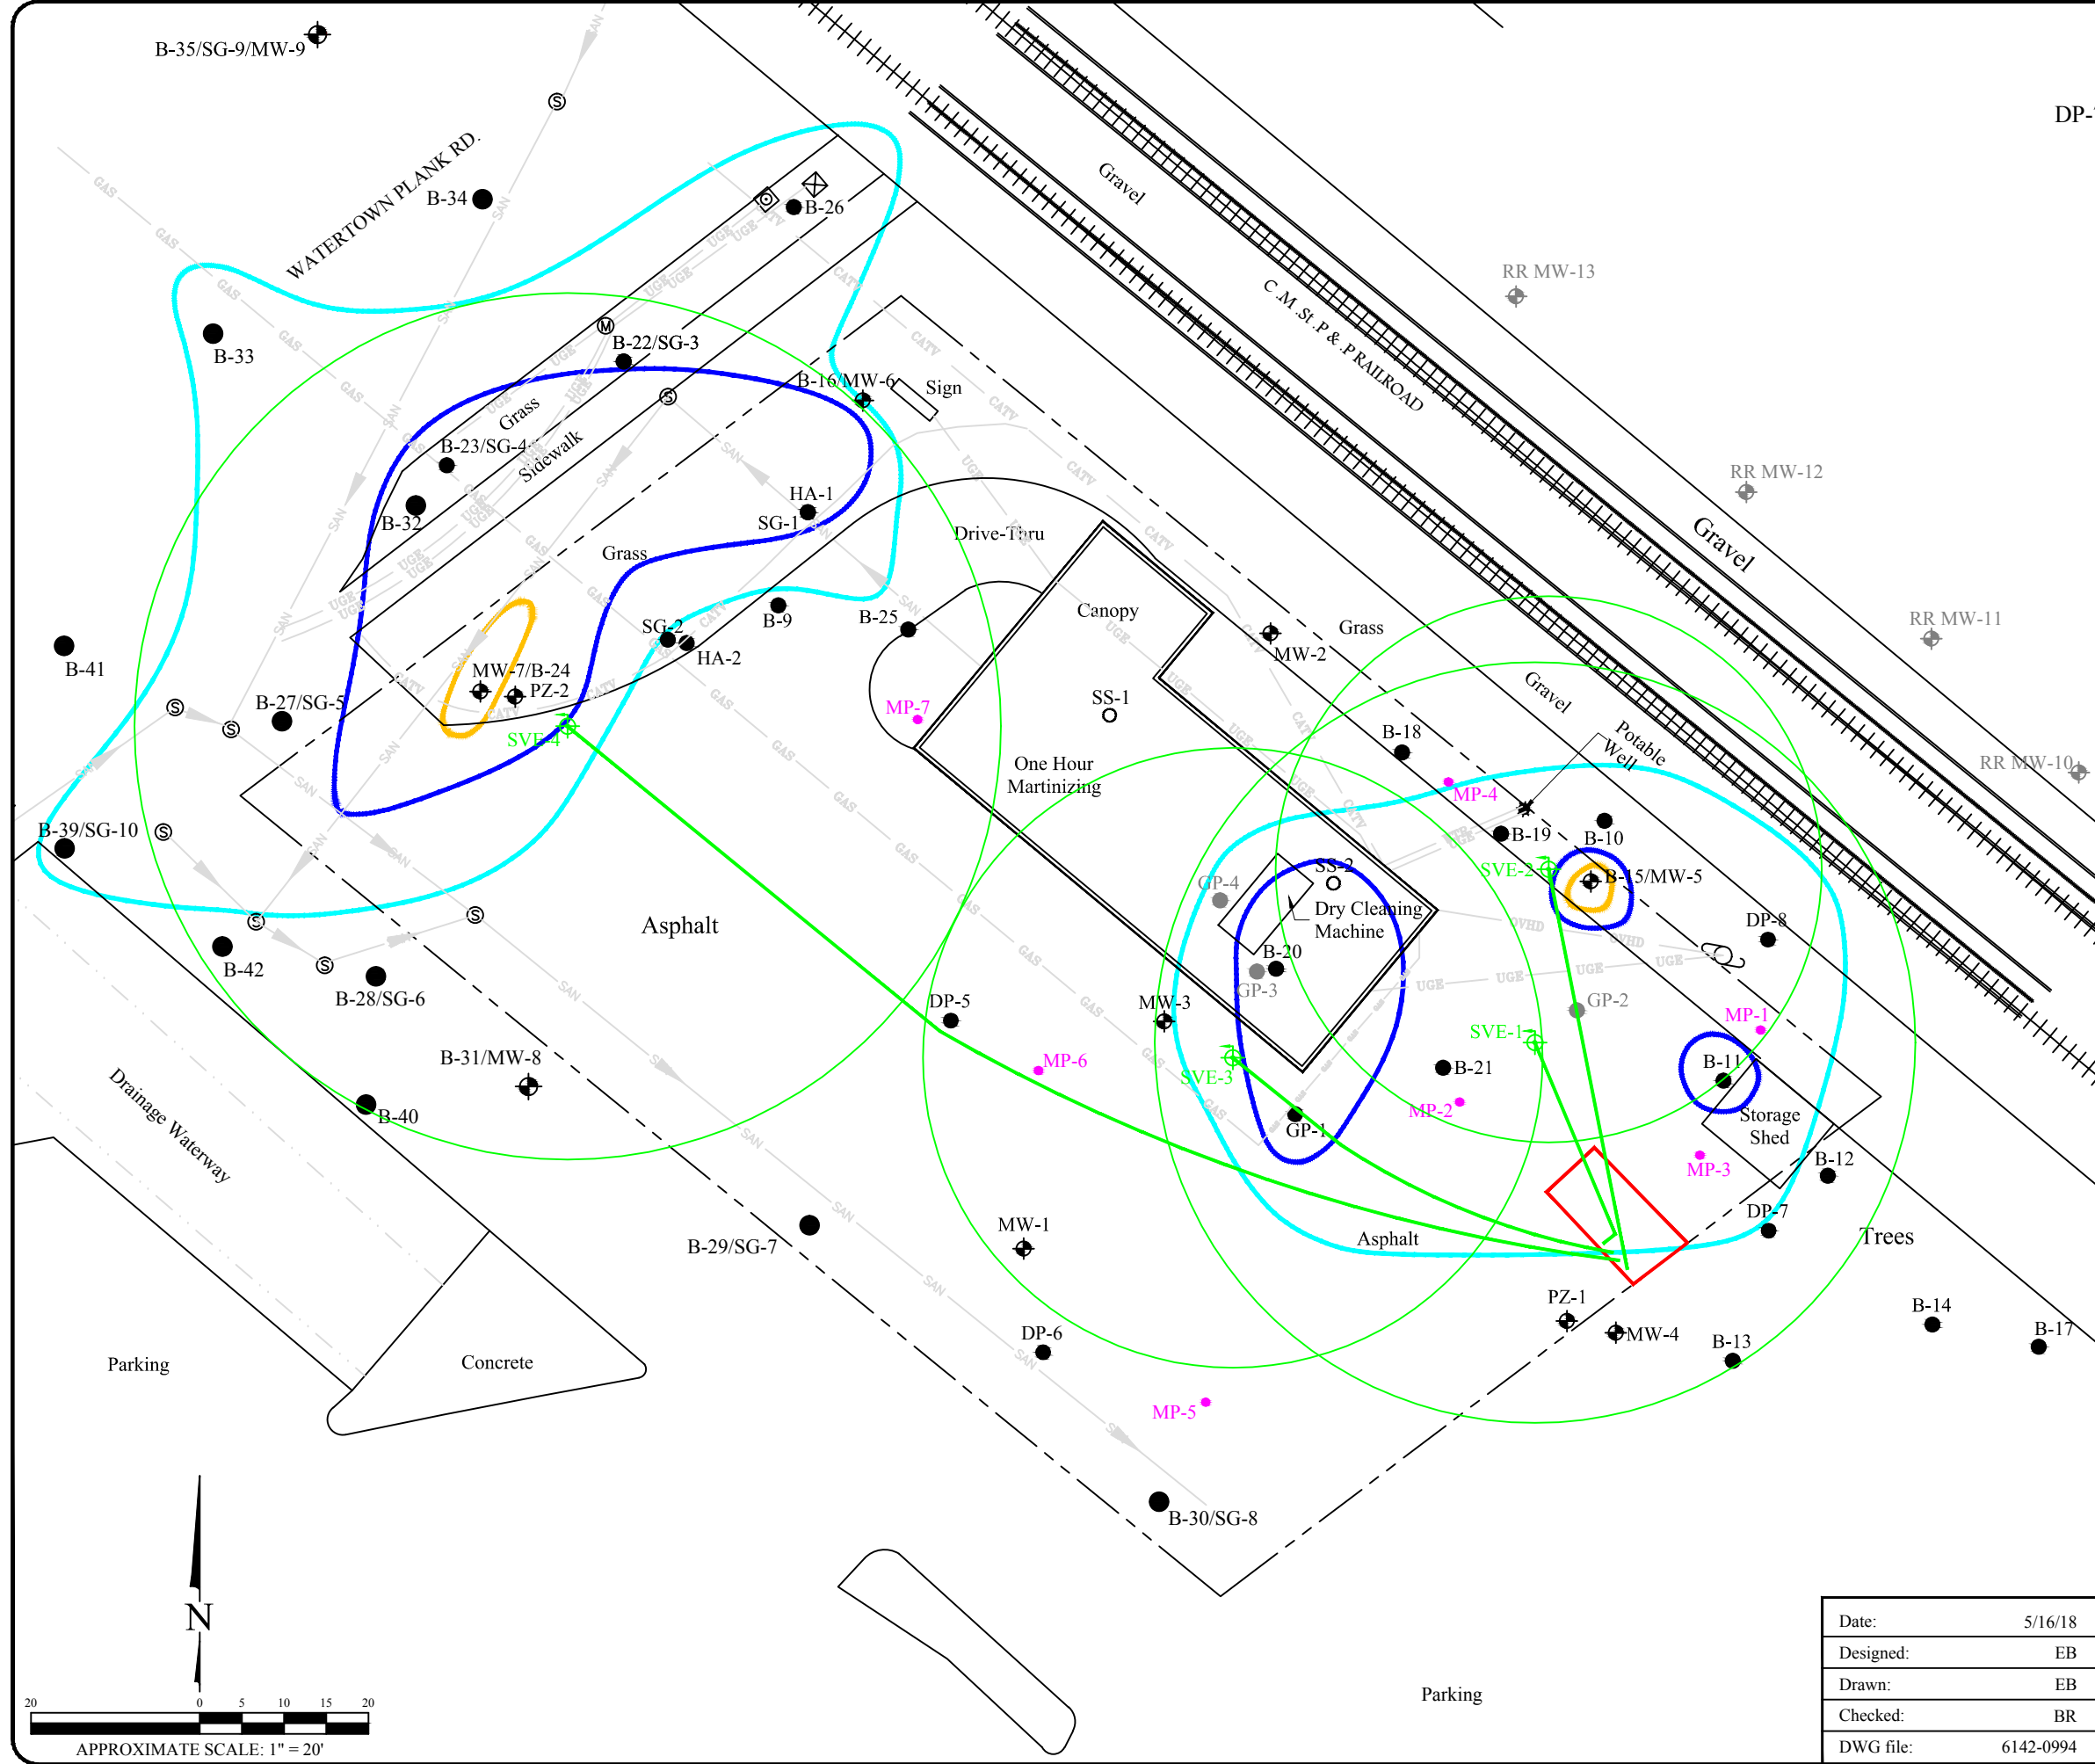 B-35/SG-9/MW-9
DP-
WATERTOWN PLANK RD.
B-34
B-26
Gravel
RR MW-13
C.M.St.P.&.P.RAILROAD
B-33
B-22/SG-3
B-16/MW-6
Sign
RR MW-12
Grass
B-23/SG-4
Sidewalk
Gravel
B-32
HA-1
SG-1
Drive-Thru
Grass
Canopy
B-9
B-25
SG-2
HA-2
Grass
MW-2
RR MW-11
B-41
MW-7/B-24
PZ-2
B-27/SG-5
SVE-4
MP-7
SS-1
Gravel
B-18
Potable
Well
RR MW-10
One Hour
Martinizing
MP-4
B-39/SG-10
B-19
B-10
SS-2
SVE-2
B-15/MW-5
GP-4
Dry Cleaning
Machine
Asphalt
DP-8
B-42
B-20
GP-3
B-28/SG-6
DP-5
MW-3
GP-2
MP-1
SVE-1
B-31/MW-8
MP-6
SVE-3
B-21
B-11
MP-2
Storage
Shed
B-40
GP-1
Drainage Waterway
MP-3
B-12
MW-1
DP-7
B-29/SG-7
Asphalt
Trees
PZ-1
MW-4
B-14
B-17
B-13
DP-6
Parking
Concrete
MP-5
B-30/SG-8
N
Parking
20 0 5 10 15 20
APPROXIMATE SCALE: 1" = 20'
Date: 5/16/18
Designed: EB
Drawn: EB
Checked: BR
DWG file: 6142-0994
GAS
SAN
UGE
CATV
OVHD
S
M